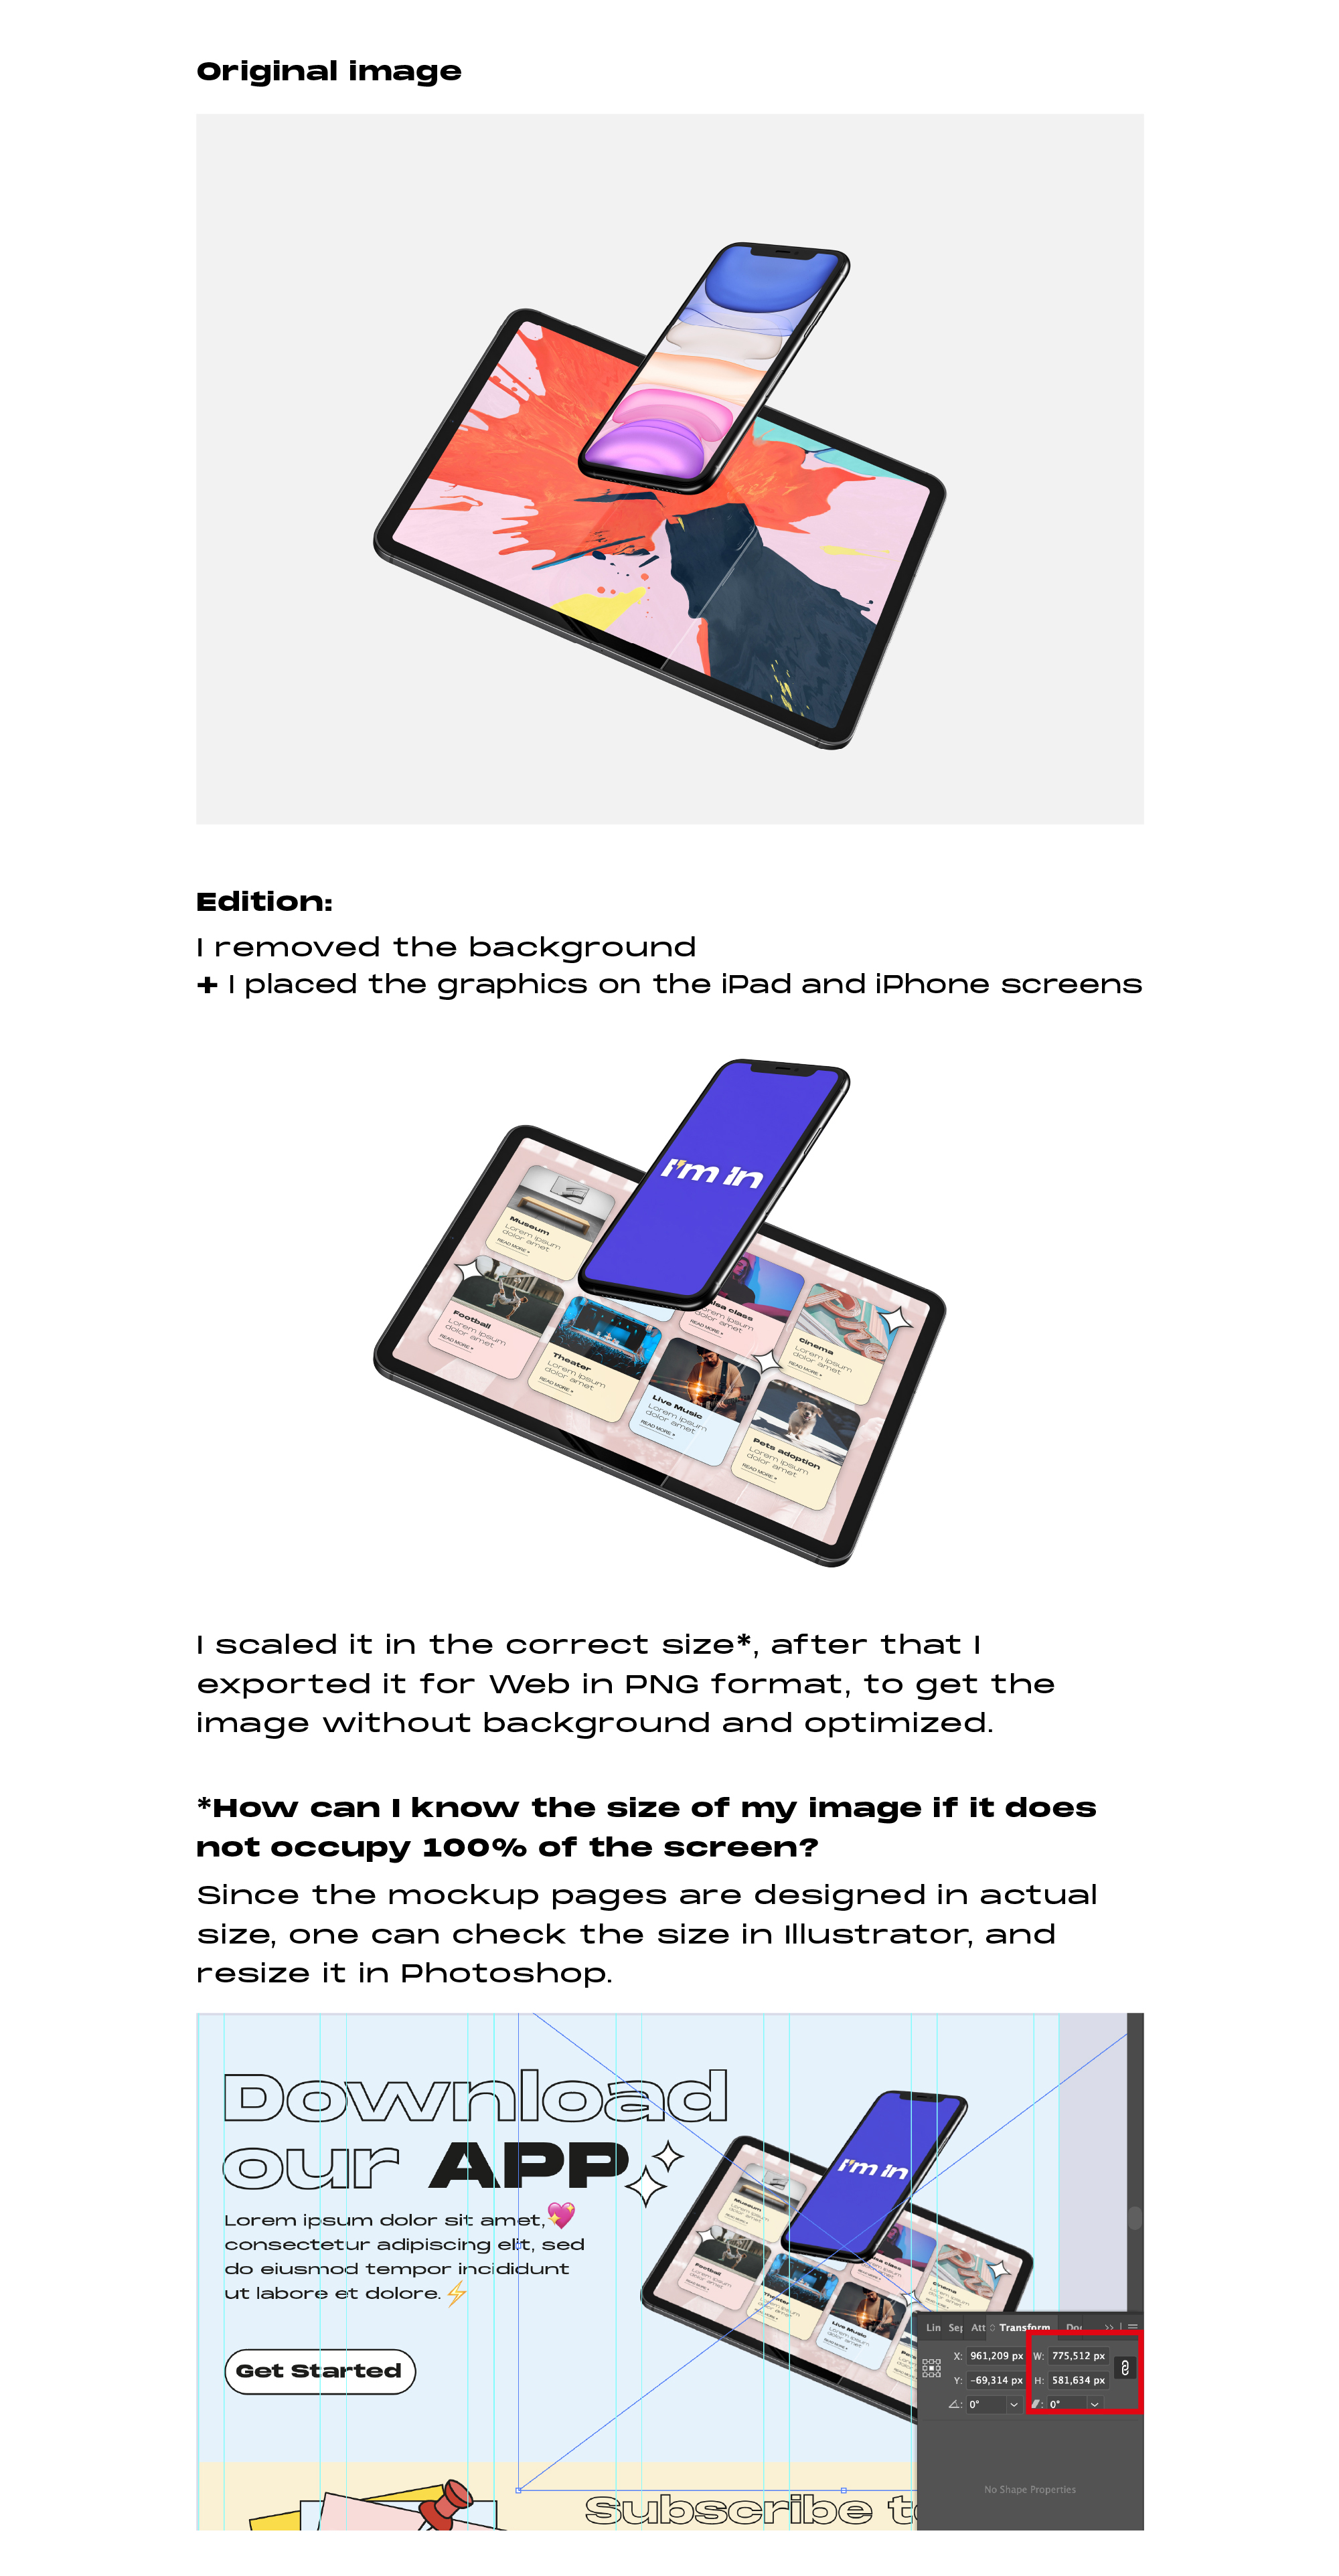 Original image
Edition:
I removed the background
+ I placed the graphics on the iPad and iPhone screens
I'm in
Museum
Lorem ipsum
dolor amet
READ MORE
Football
Lorem ipsum
dolor amet
READ MORE
Theater
Lorem ipsum
dolor amet
READ MORE
lsa class
Lorem ipsum
dolor amet
READ MORE
Cinema
Lorem ipsum
dolor amet
READ MORE
Live Music
Lorem ipsum
dolor amet
READ MORE
Pets adoption
Lorem ipsum
dolor amet
READ MORE
I scaled it in the correct size*, after that I
exported it for Web in PNG format, to get the
image without background and optimized.
*How can I know the size of my image if it does
not occupy 100% of the screen?
Since the mockup pages are designed in actual
size, one can check the size in Illustrator, and
resize it in Photoshop.
Download
our APP
Lorem ipsum dolor sit amet,💖
consectetur adipiscing elit, sed
do eiusmod tempor incididunt
ut labore et dolore.⚡
Get Started
I'm in
Museum
Football
Theater
Cinema
Live Music
Lin Sep Att Transform Doc
X: 961,209 px W: 775,512 px
Y: -69,314 px H: 581,634 px
0° 0°
No Shape Properties
Subscribe to